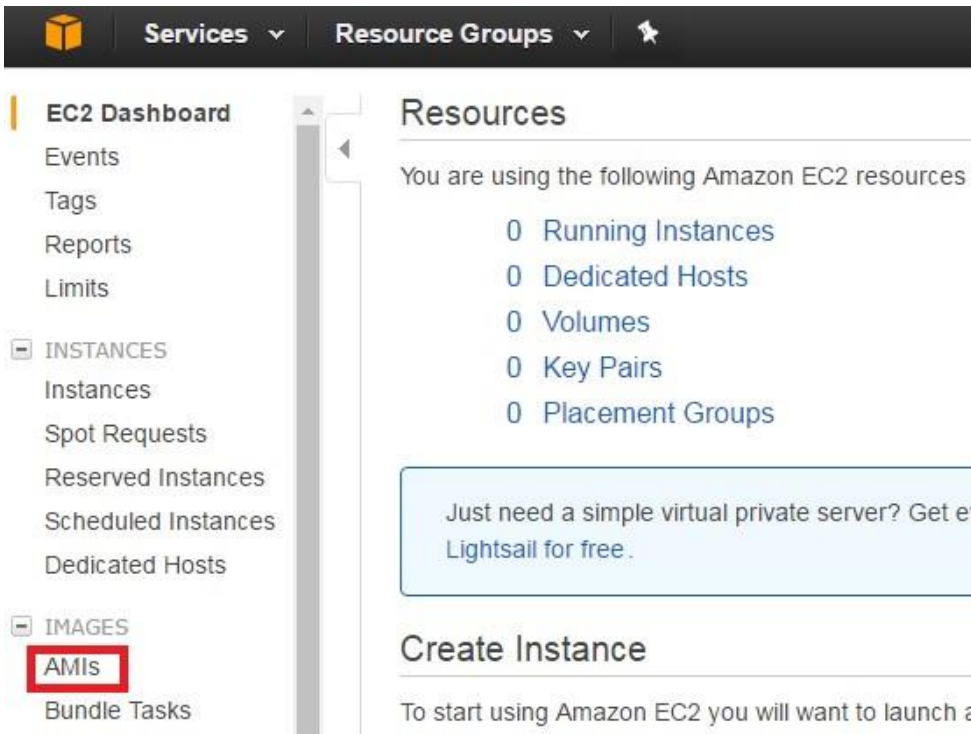 Services Resource Groups
EC2 Dashboard
Events
Tags
Reports
Limits
INSTANCES
Instances
Spot Requests
Reserved Instances
Scheduled Instances
Dedicated Hosts
IMAGES
AMIs
Bundle Tasks
Resources
You are using the following Amazon EC2 resources
0 Running Instances
0 Dedicated Hosts
0 Volumes
0 Key Pairs
0 Placement Groups
Just need a simple virtual private server? Get
Lightsail for free.
Create Instance
To start using Amazon EC2 you will want to launch a